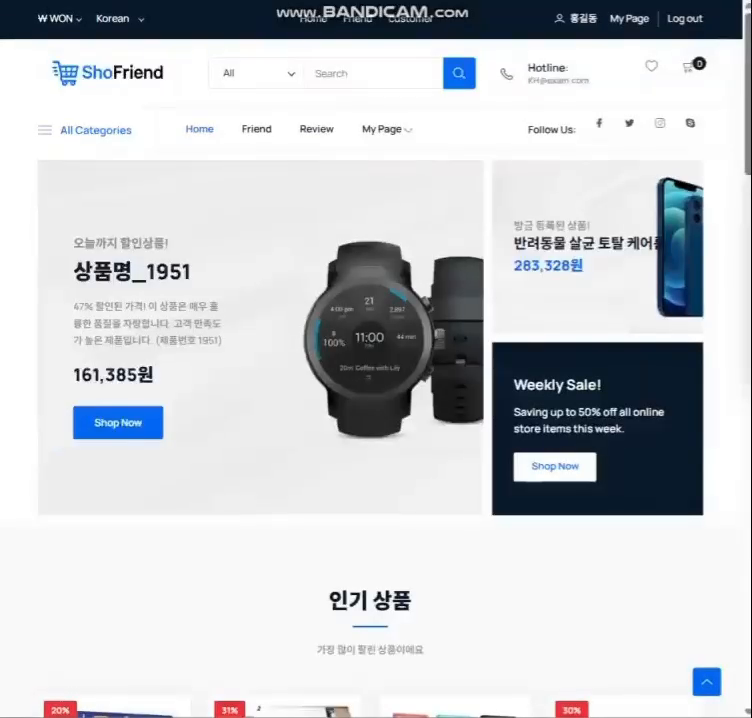 ₩ WON
Korean
Home Friend Customer
www.BANDICAM.com
홍길동
My Page
Log out
ShoFriend
All
Search
Hotline:
KH@exam.com
0
All Categories
Home
Friend
Review
My Page
Follow Us:
오늘까지 할인상품!
상품명_1951
47% 할인된 가격! 이 상품은 매우 훌
륭한 품질을 자랑합니다. 고객 만족도
가 높은 제품입니다. (제품번호 1951)
161,385원
Shop Now
4:00 pm
21
2,897
100%
11:00
44 min
20m Coffee with Lily
방금 등록된 상품!
반려동물 살균 토탈 케어룸
283,328원
Weekly Sale!
Saving up to 50% off all online
store items this week.
Shop Now
인기 상품
가장 많이 팔린 상품이에요
20%
31%
30%